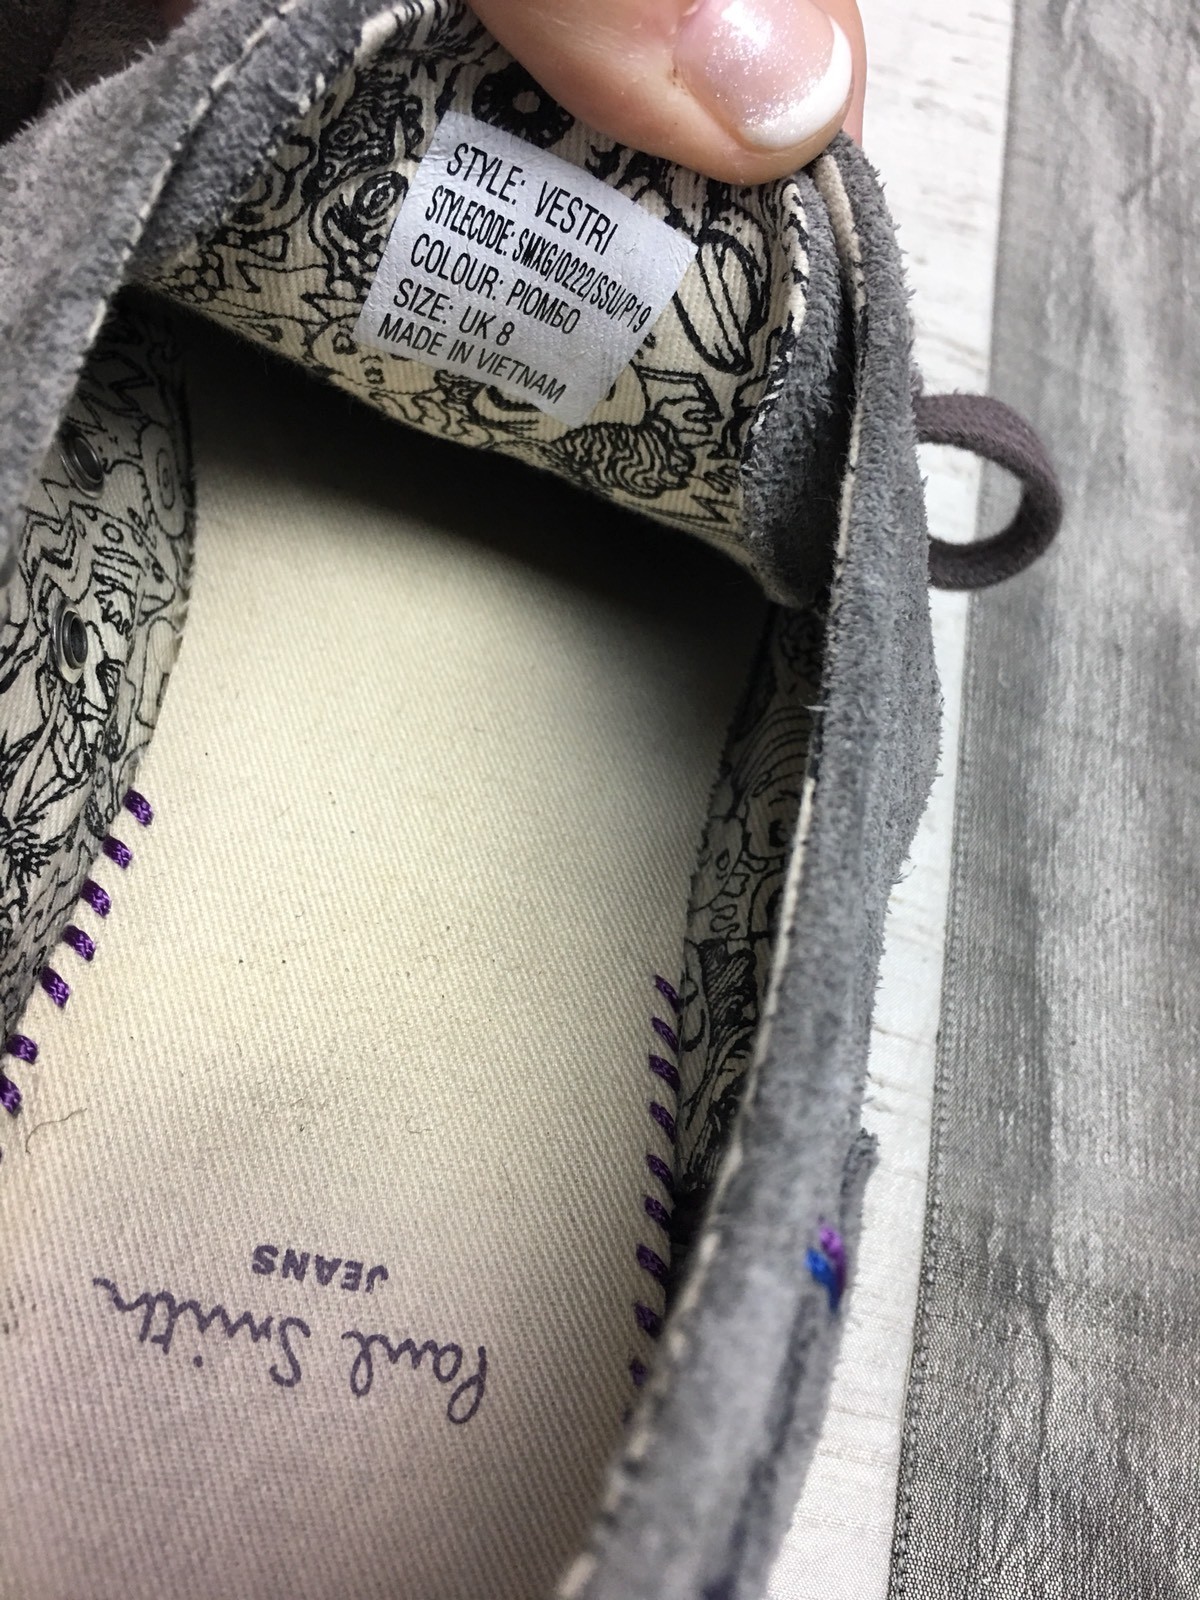 STYLE: VESTRI
STYLECODE: SMXG/0222/SSU/P19
COLOUR: PIOMBO
SIZE: UK 8
MADE IN VIETNAM
Paul Smith
JEANS